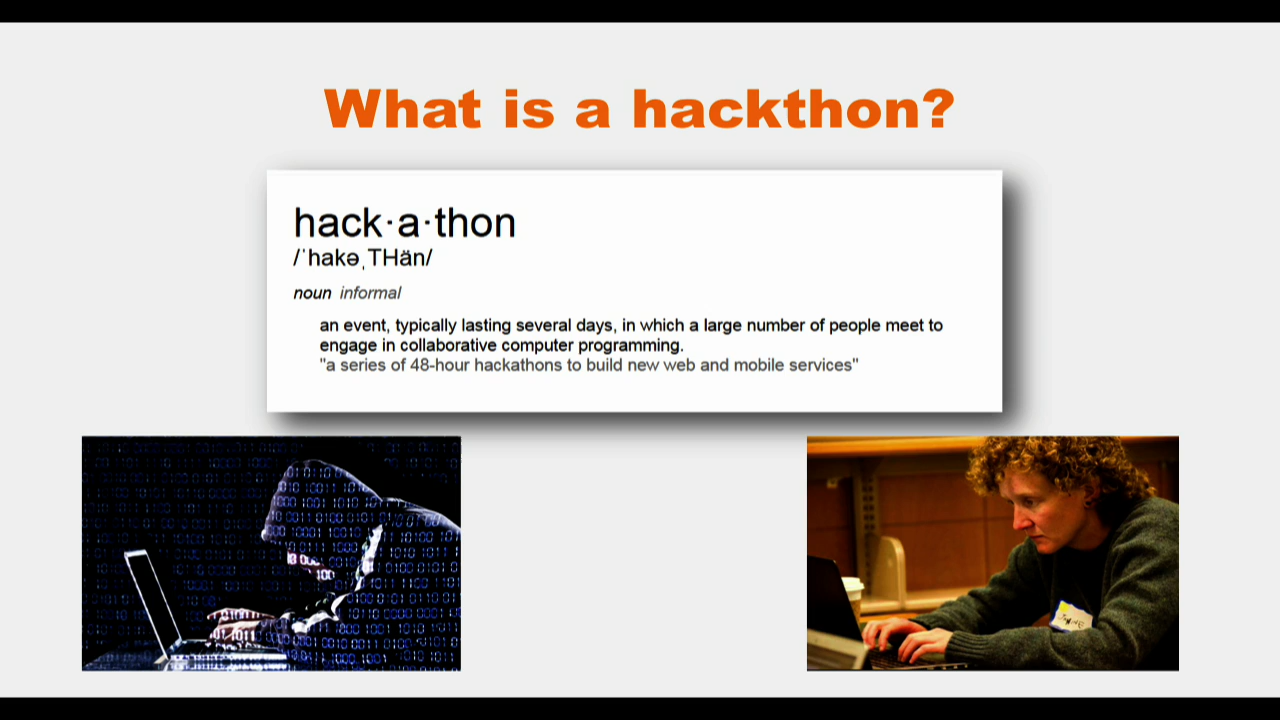 What is a hackthon?
hack·a·thon
/ˈhakəˌTHän/
noun informal
an event, typically lasting several days, in which a large number of people meet to
engage in collaborative computer programming.
"a series of 48-hour hackathons to build new web and mobile services"